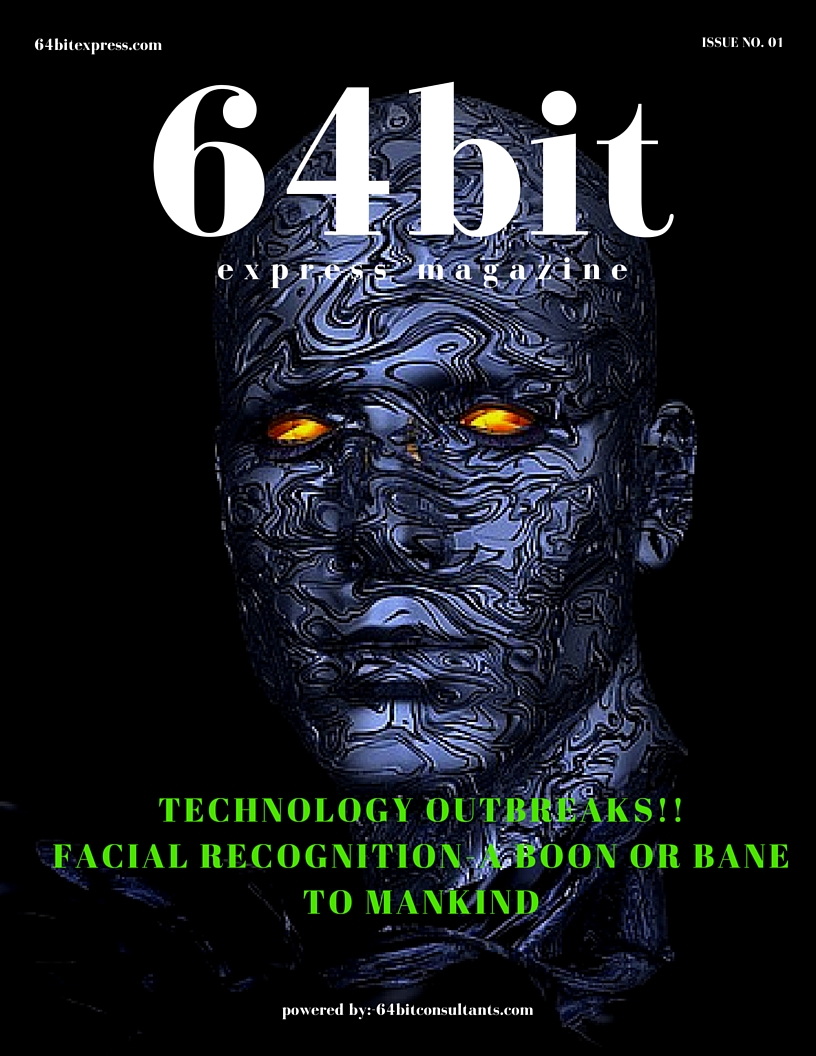 64bitexpress.com
ISSUE NO. 01
64bit
express magazine
TECHNOLOGY OUTBREAKS!!
FACIAL RECOGNITION-A BOON OR BANE
TO MANKIND
powered by:-64bitconsultants.com